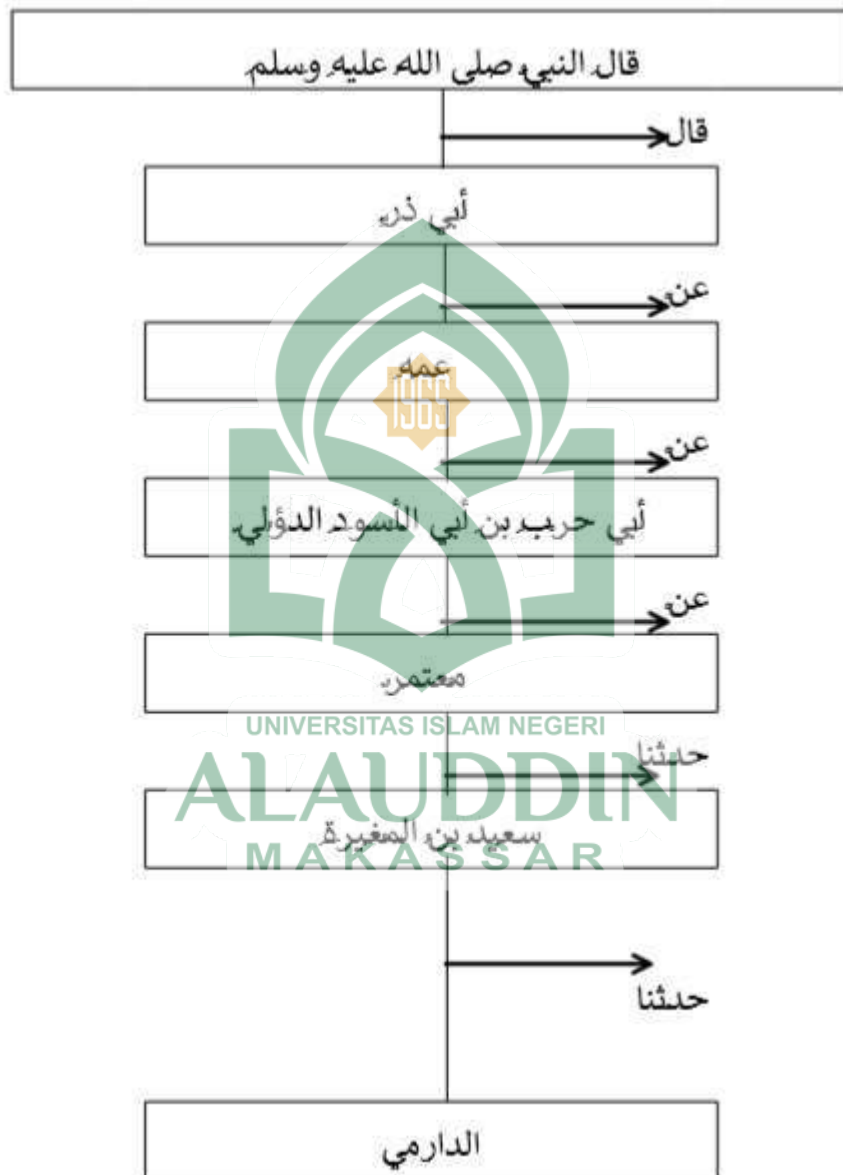 قال النبي صلى الله عليه وسلم
قال
أبي ذر
عن
عمه
1965
عن
أبي حرب بن أبي الأسود الدؤلي
عن
معتمر
UNIVERSITAS ISLAM NEGERI
حدثنا
ALAUDDIN
سعيد بن المغيرة
MAKASSAR
حدثنا
الدارمي